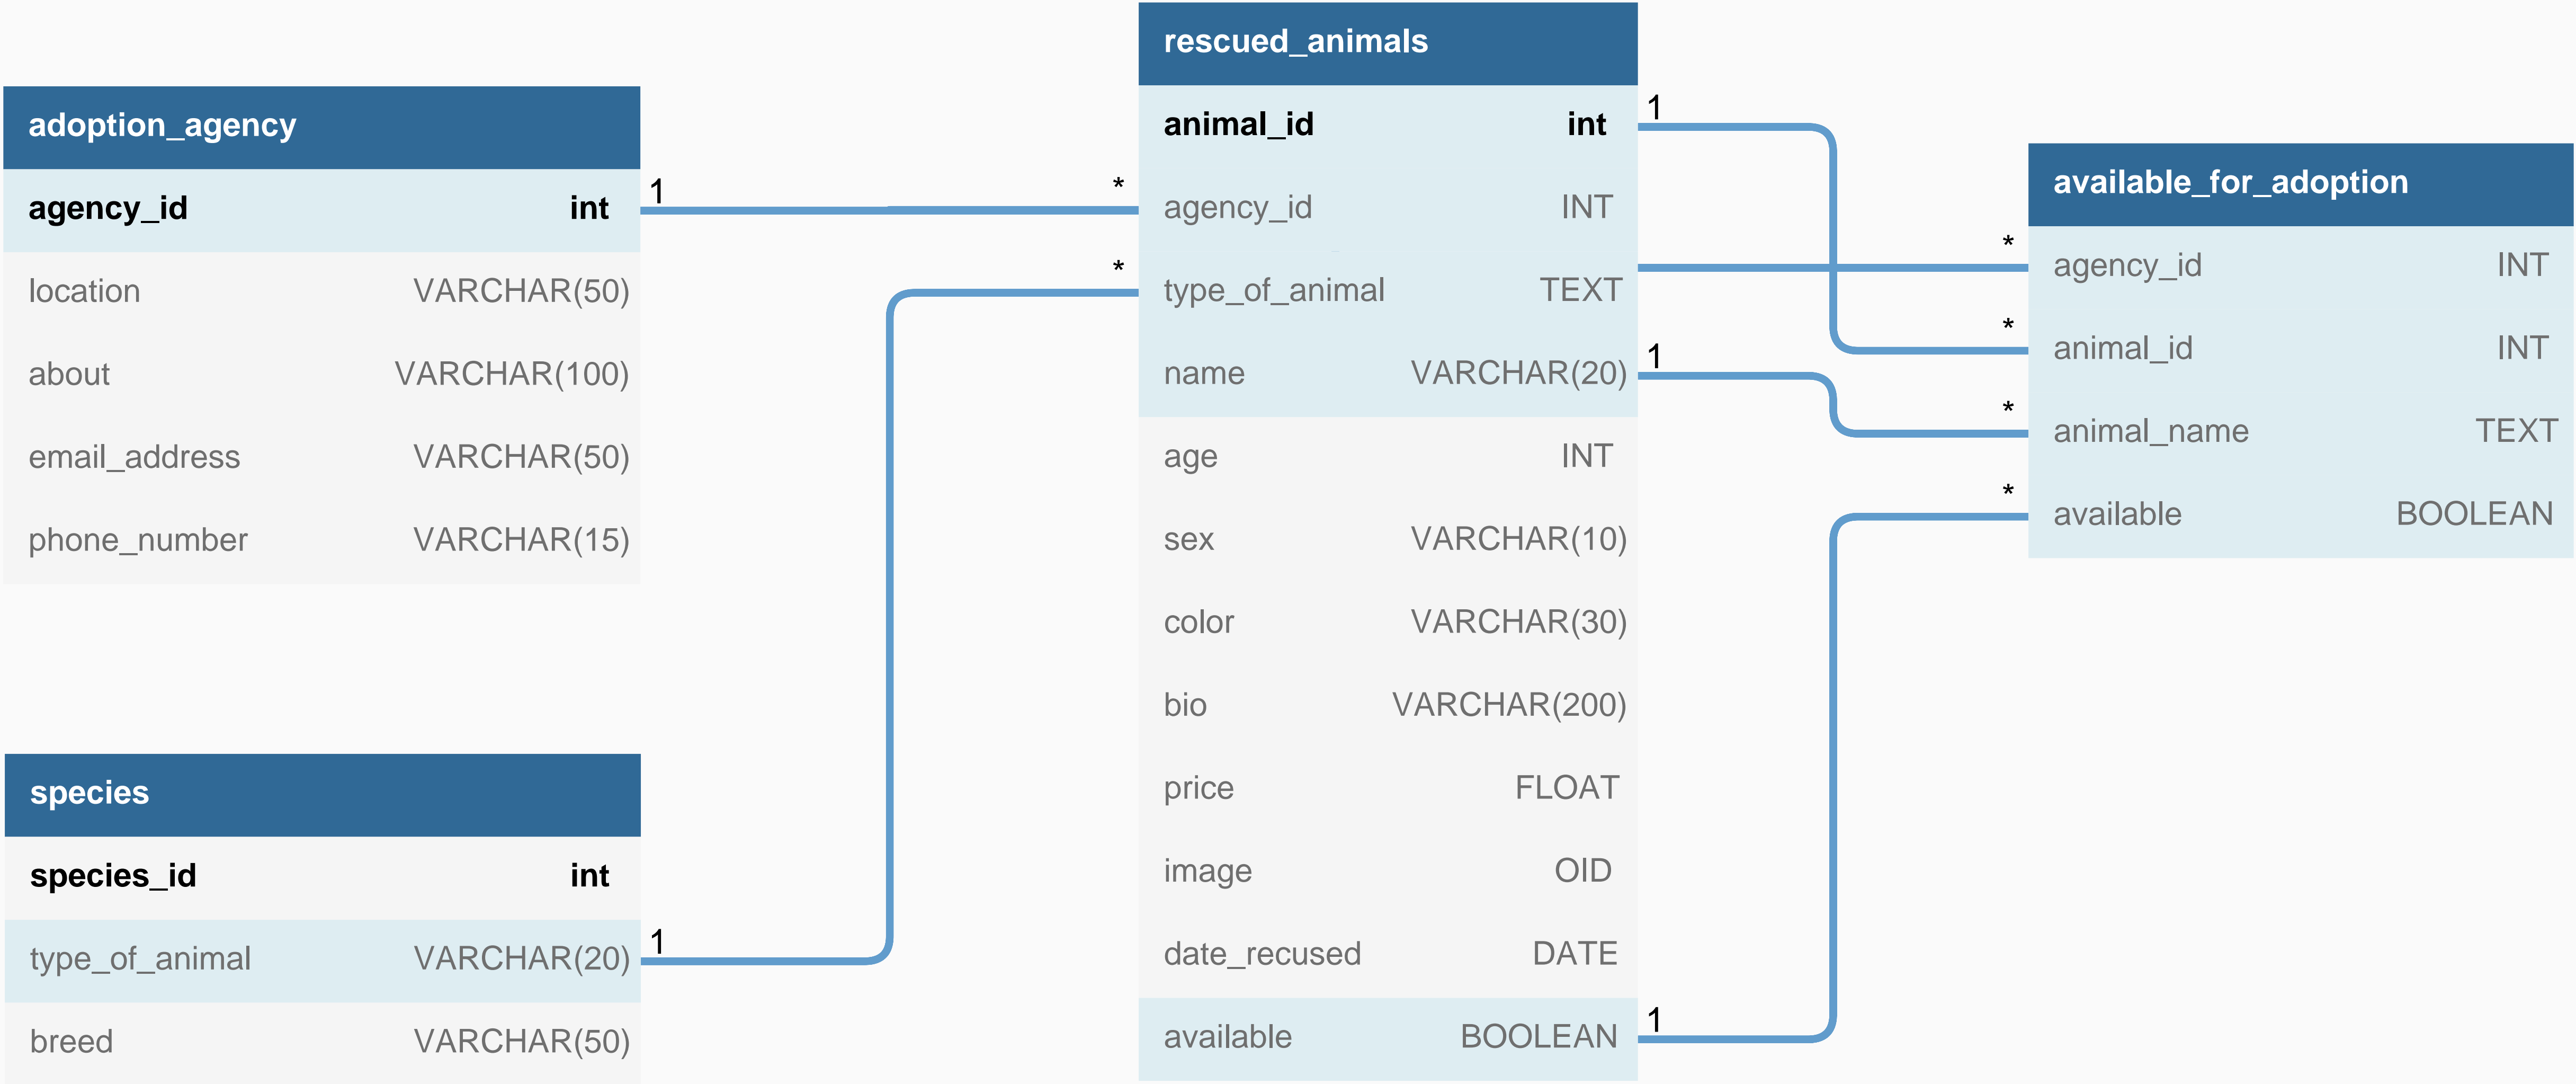 adoption_agency
agency_id int
location VARCHAR(50)
about VARCHAR(100)
email_address VARCHAR(50)
phone_number VARCHAR(15)
species
species_id int
type_of_animal VARCHAR(20)
breed VARCHAR(50)
1
*
*
1
rescued_animals
animal_id int
agency_id INT
type_of_animal TEXT
name VARCHAR(20)
age INT
sex VARCHAR(10)
color VARCHAR(30)
bio VARCHAR(200)
price FLOAT
image OID
date_recused DATE
available BOOLEAN
1
1
1
*
*
*
*
available_for_adoption
agency_id INT
animal_id INT
animal_name TEXT
available BOOLEAN